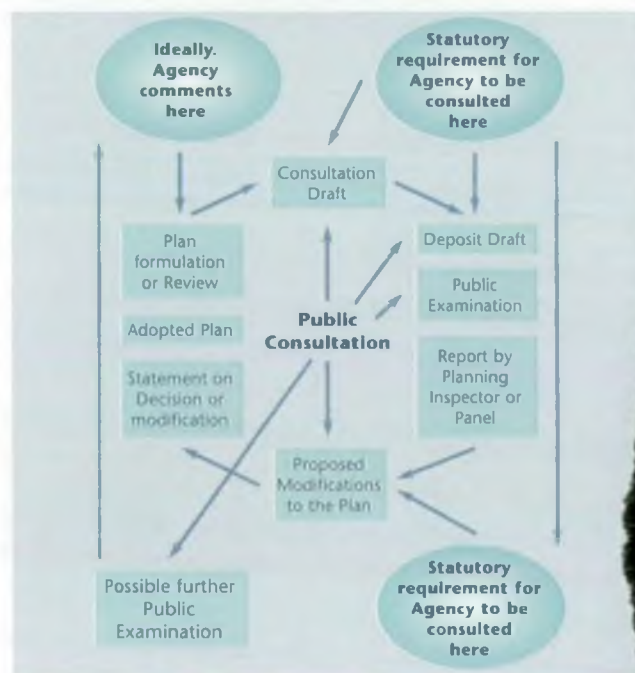 Ideally.
Agency
comments
here
Statutory
requirement for
Agency to be
consulted
here
Consultation
Draft
Plan
formulation
or Review
Deposit Draft
Public
Examination
Public
Consultation
Adopted Plan
Statement on
Decision or
modification
Report by
Planning
Inspector or
Panel
Proposed
Modifications
to the Plan
Possible further
Public
Examination
Statutory
requirement for
Agency to be
consulted
here